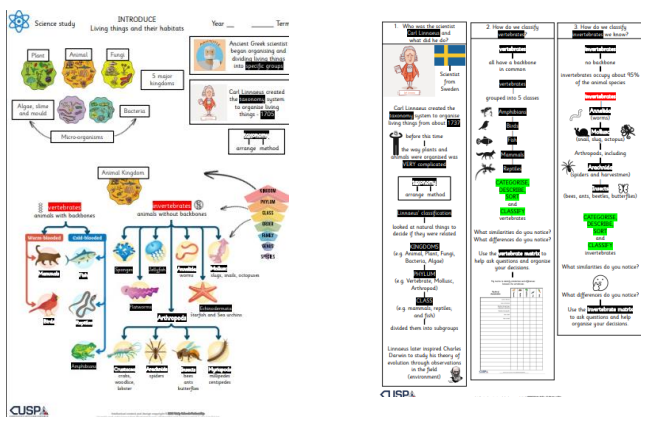 Science study
INTRODUCE
Living things and their habitats
Year __
Term
Plant
Animal
Fungi
5 major
kingdoms
Algae, slime
and mould
Bacteria
Micro-organisms
Ancient Greek scientist
began organising and
dividing living things
into specific groups
Carl Linnaeus created
the taxonomy system
to organise living
things - 1735
taxonomy
arrange method
Animal Kingdom
vertebrates
animals with backbones
invertebrates
animals without backbones
KINGDOM
PHYLUM
CLASS
ORDER
FAMILY
GENUS
SPECIES
Warm-blooded
Cold-blooded
Mammals
Fish
Birds
Reptiles
Amphibians
Sponges
Jellyfish
Annelids
worms
Molluscs
slugs, snails, octopuses
Flatworms
Echinoderms
starfish and sea urchins
Arthropods
Crustaceans
crabs,
woodlice,
lobster
Arachnids
spiders
Insects
bees
ants
butterflies
Myriapods
millipedes
centipedes
CUSP
1. Who was the scientist
Carl Linnaeus and
what did he do?
Scientist
from
Sweden
Carl Linnaeus created the
taxonomy system to organise
living things from about 1737
before this time
the way plants and
animals were organised was
VERY complicated
taxonomy
arrange method
Linnaeus' classification
looked at natural things to
decide if they were related
KINGDOMS
(e.g. Animal, Plant, Fungi,
Bacteria, Algae)
PHYLUM
(e.g. Vertebrate, Mollusc,
Arthropod)
CLASS
(e.g. mammals, reptiles,
and fish)
divided them into subgroups
Linnaeus later inspired Charles
Darwin to study his theory of
evolution through observations
in the field
(environment)
CUSP
2. How do we classify
vertebrates?
vertebrates
all have a backbone
in common
vertebrates
grouped into 5 classes
Amphibians
Birds
Fish
Mammals
Reptiles
CATEGORISE,
DESCRIBE,
SORT
and
CLASSIFY
vertebrates
What similarities do you notice?
What differences do you notice?
Use the vertebrate matrix to
help ask questions and organise
your decisions.
3. How do we classify
invertebrates we know?
invertebrates
no backbone
invertebrates occupy about 95%
of the animal species
invertebrates
Annelids
(worms)
Mollusc
(snail, slug, octopus)
Arthropods, including
Arachnids
(spiders and harvestmen)
Insects
(bees, ants, beetles, butterflies)
CATEGORISE,
DESCRIBE,
SORT
and
CLASSIFY
invertebrates
What similarities do you notice?
What differences do you notice?
Use the invertebrate matrix
to ask questions and help
organise your decisions.